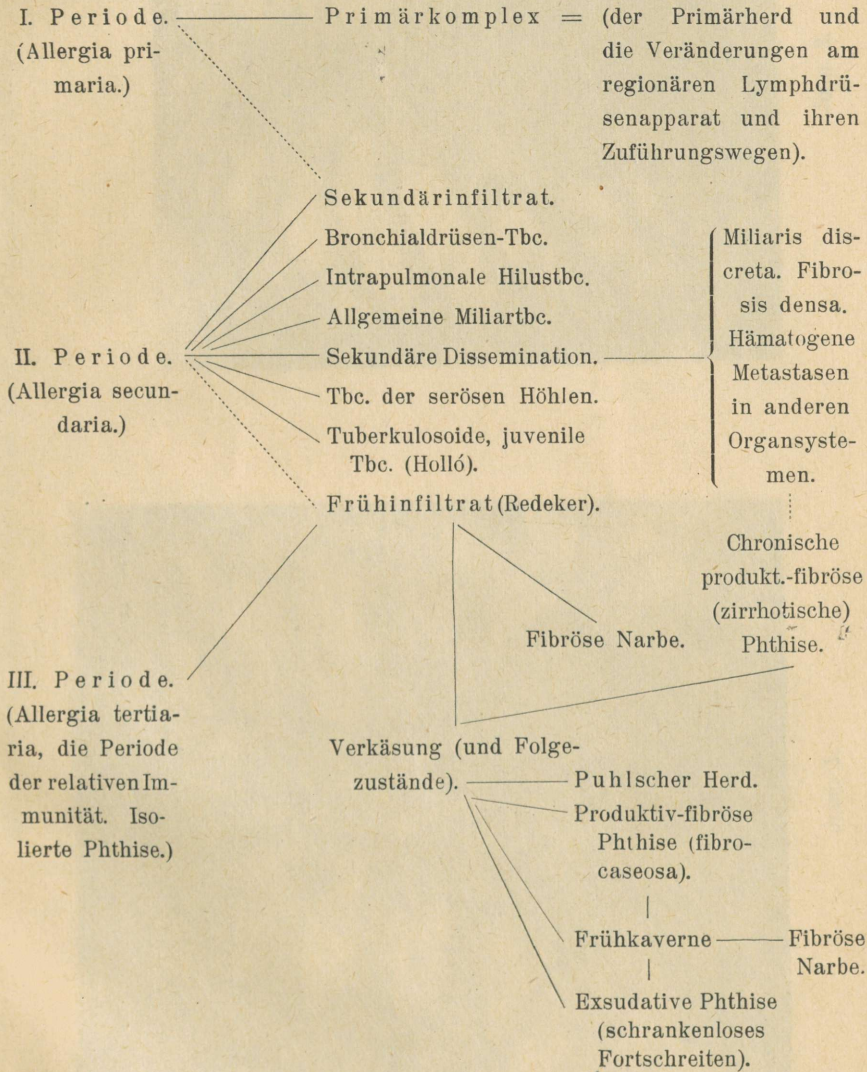 I. Periode.
(Allergia pri-
maria.)
Primärkomplex =
(der Primärherd und
die Veränderungen am
regionären Lymphdrü-
senapparat und ihren
Zuführungswegen).
II. Periode.
(Allergia secun-
daria.)
Sekundärinfiltrat.
Bronchialdrüsen-Tbc.
Intrapulmonale Hilustbc.
Allgemeine Miliartbc.
Sekundäre Dissemination.
Tbc. der serösen Höhlen.
Tuberkulosoide, juvenile
Tbc. (Holló).
Frühinfiltrat (Redeker).
Miliaris dis-
creta. Fibro-
sis densa.
Hämatogene
Metastasen
in anderen
Organsyste-
men.
Chronische
produkt.-fibröse
(zirrhotische)
Phthise.
Fibröse Narbe.
III. Periode.
(Allergia tertia-
ria, die Periode
der relativen Im-
munität. Iso-
lierte Phthise.)
Verkäsung (und Folge-
zustände).
Puhlscher Herd.
Produktiv-fibröse
Phthise (fibro-
caseosa).
Frühkaverne
Fibröse
Narbe.
Exsudative Phthise
(schrankenloses
Fortschreiten).